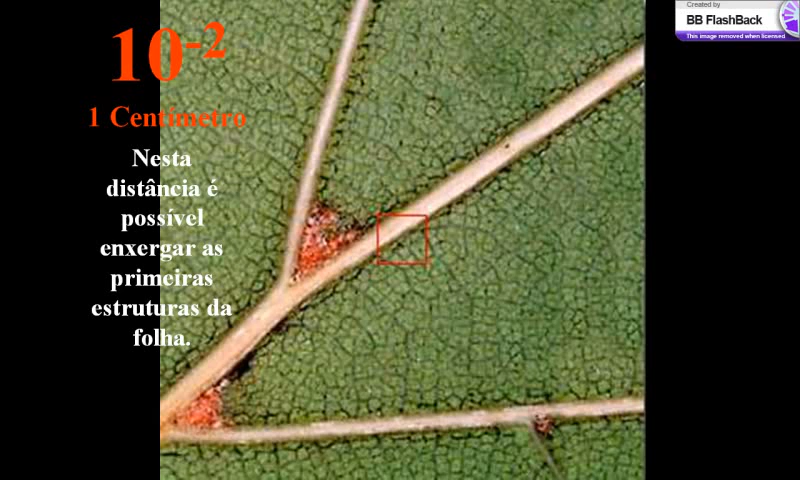 10-2
1 Centímetro
Nesta
distância é
possível
enxergar as
primeiras
estruturas da
folha.
Created by
BB FlashBack
This image removed when licensed